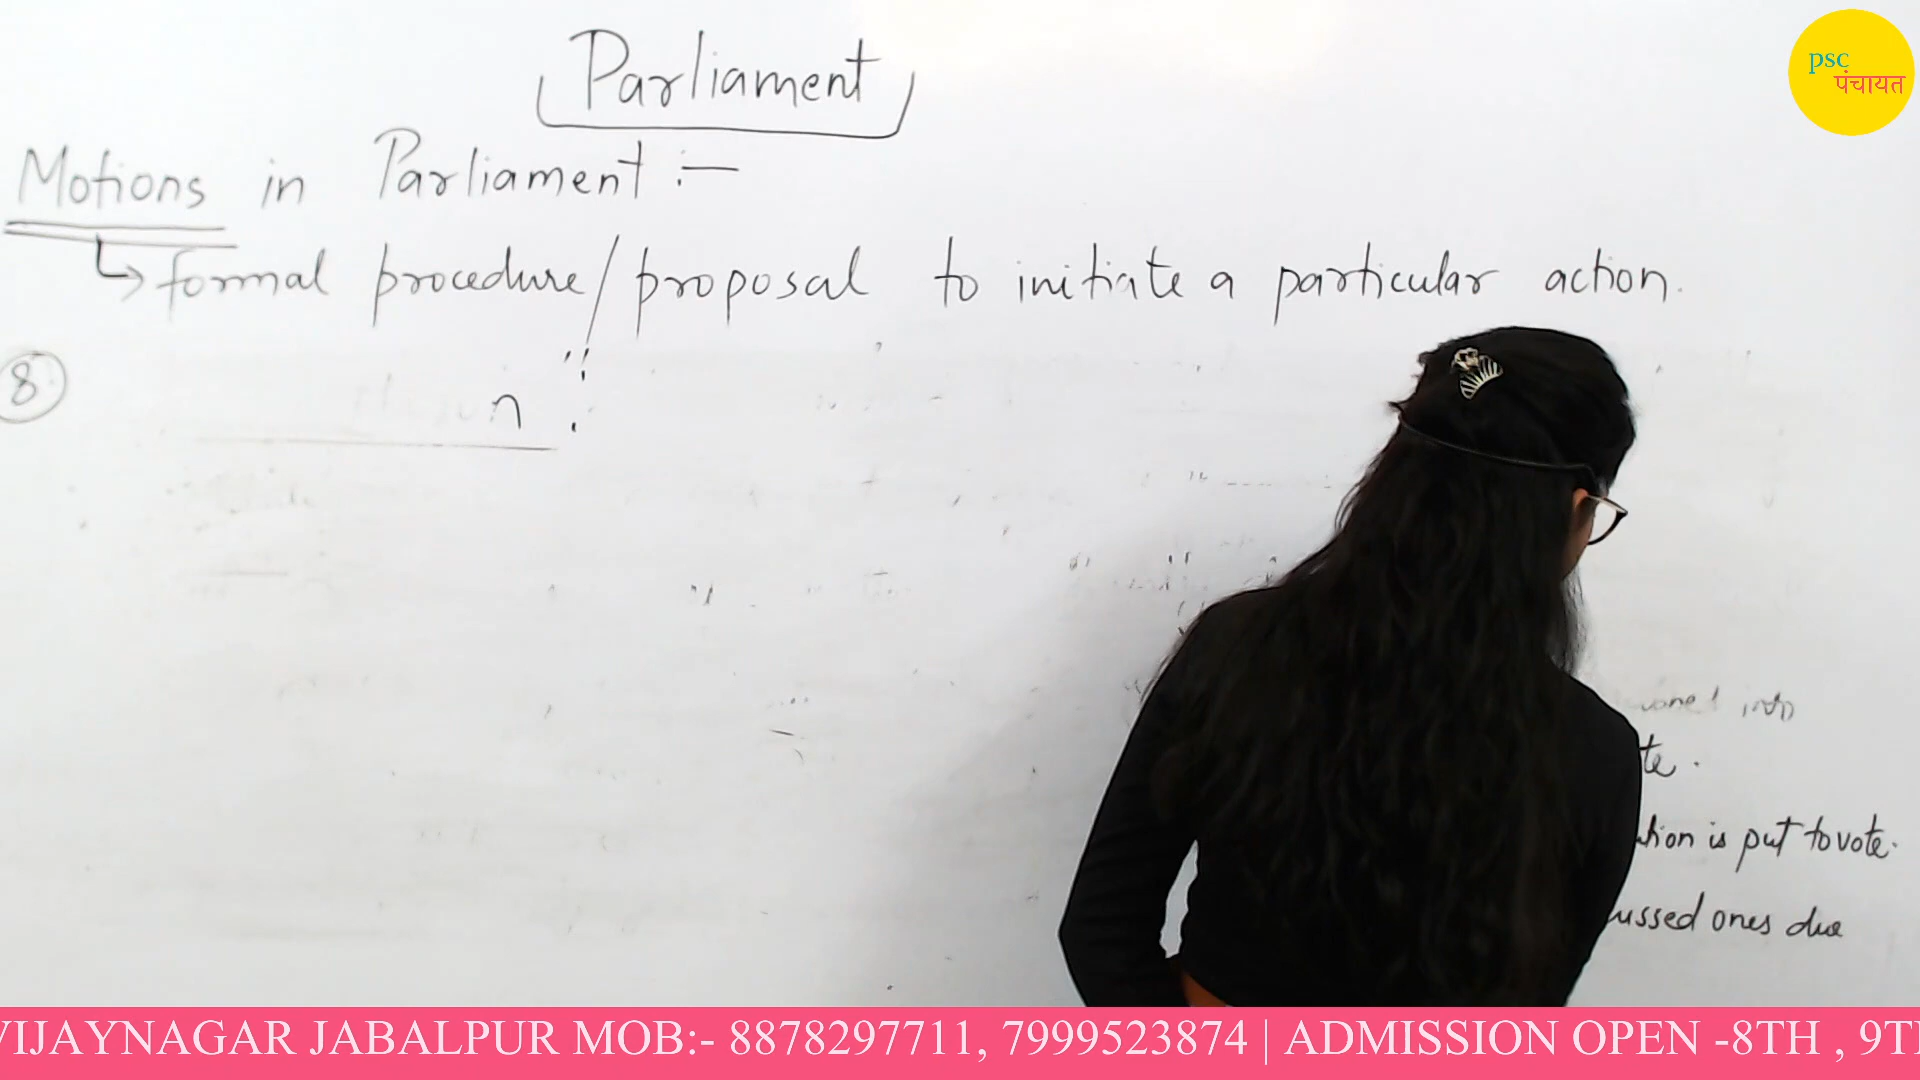 Parliament
psc
पंचायत
Motions in Parliament :-
↳ formal procedure/proposal to initiate a particular action.
8
n
into
te.
tion is put to vote.
ussed ones due
VIJAYNAGAR JABALPUR MOB:- 8878297711, 7999523874 | ADMISSION OPEN -8TH , 9T